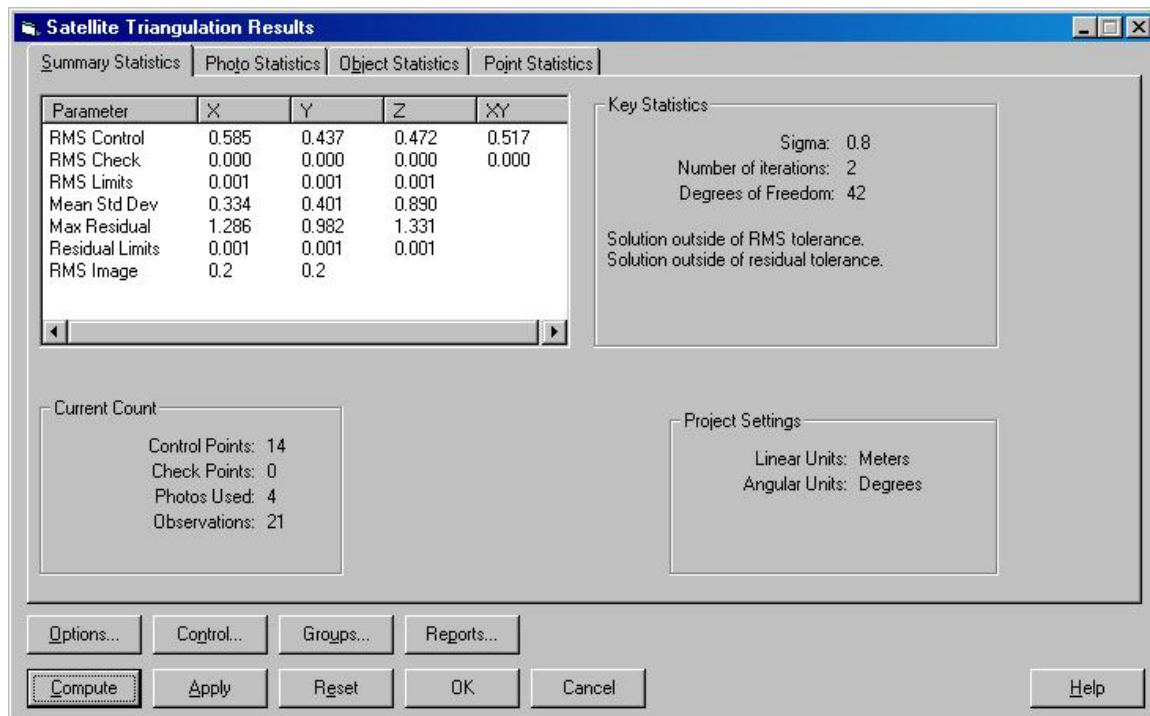 Satellite Triangulation Results
Summary Statistics Photo Statistics Object Statistics Point Statistics
Parameter X Y Z XY
RMS Control 0.585 0.437 0.472 0.517
RMS Check 0.000 0.000 0.000 0.000
RMS Limits 0.001 0.001 0.001
Mean Std Dev 0.334 0.401 0.890
Max Residual 1.286 0.982 1.331
Residual Limits 0.001 0.001 0.001
RMS Image 0.2 0.2
Key Statistics
Sigma: 0.8
Number of iterations: 2
Degrees of Freedom: 42
Solution outside of RMS tolerance.
Solution outside of residual tolerance.
Current Count
Control Points: 14
Check Points: 0
Photos Used: 4
Observations: 21
Project Settings
Linear Units: Meters
Angular Units: Degrees
Options... Control... Groups... Reports...
Compute Apply Reset OK Cancel Help